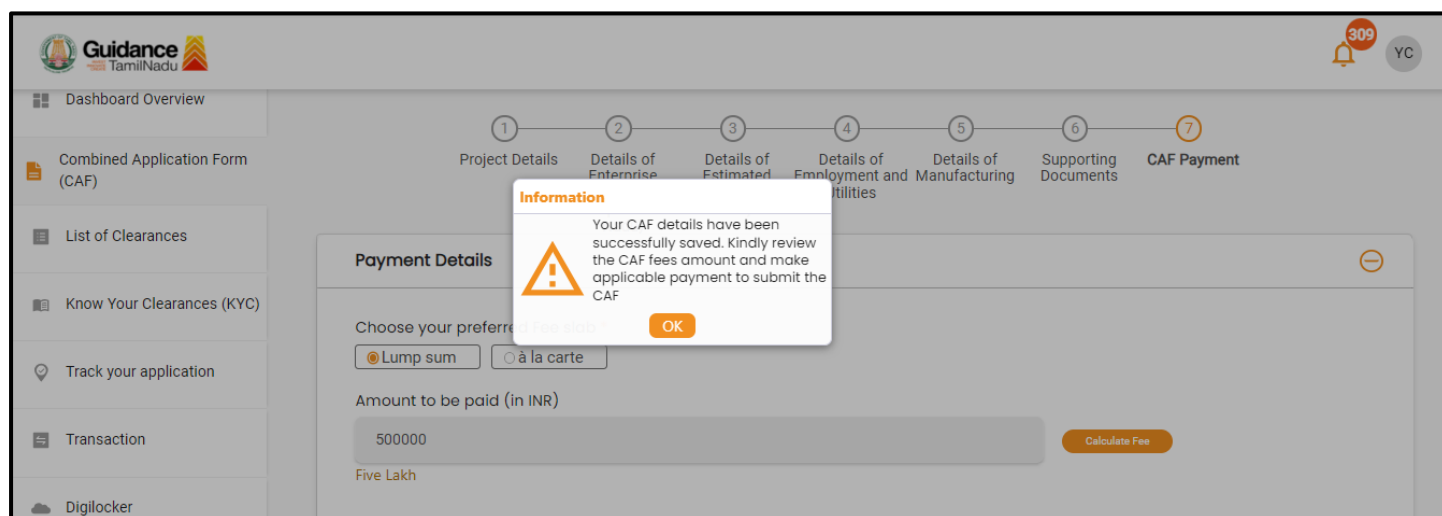 Guidance
TamilNadu
309
YC
Dashboard Overview
Combined Application Form
(CAF)
List of Clearances
Know Your Clearances (KYC)
Track your application
Transaction
Digilocker
1
2
3
4
5
6
7
Project Details
Details of
Enterprise
Details of
Estimated
Details of
Employment and
Utilities
Details of
Manufacturing
Supporting
Documents
CAF Payment
Information
Your CAF details have been
successfully saved. Kindly review
the CAF fees amount and make
applicable payment to submit the
CAF
OK
Payment Details
Choose your preferred Fee slab *
Lump sum
à la carte
Amount to be paid (in INR)
500000
Calculate Fee
Five Lakh